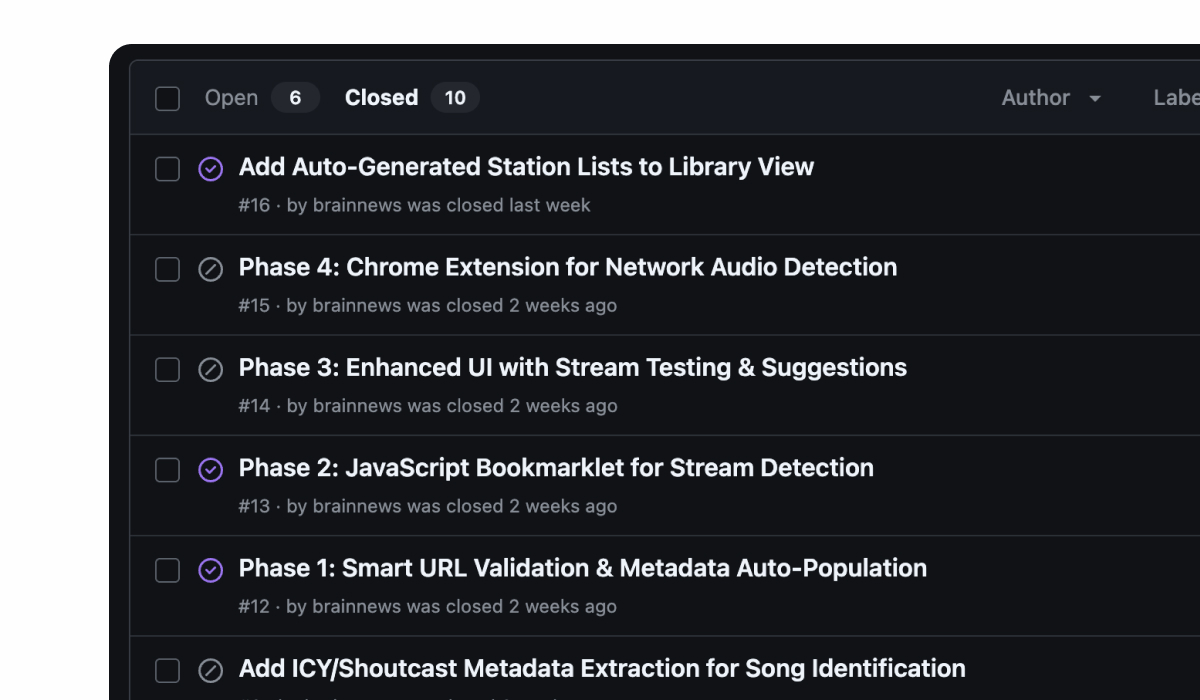 Open 6 Closed 10 Author
Add Auto-Generated Station Lists to Library View
#16 · by brainnews was closed last week
Phase 4: Chrome Extension for Network Audio Detection
#15 · by brainnews was closed 2 weeks ago
Phase 3: Enhanced UI with Stream Testing & Suggestions
#14 · by brainnews was closed 2 weeks ago
Phase 2: JavaScript Bookmarklet for Stream Detection
#13 · by brainnews was closed 2 weeks ago
Phase 1: Smart URL Validation & Metadata Auto-Population
#12 · by brainnews was closed 2 weeks ago
Add ICY/Shoutcast Metadata Extraction for Song Identification